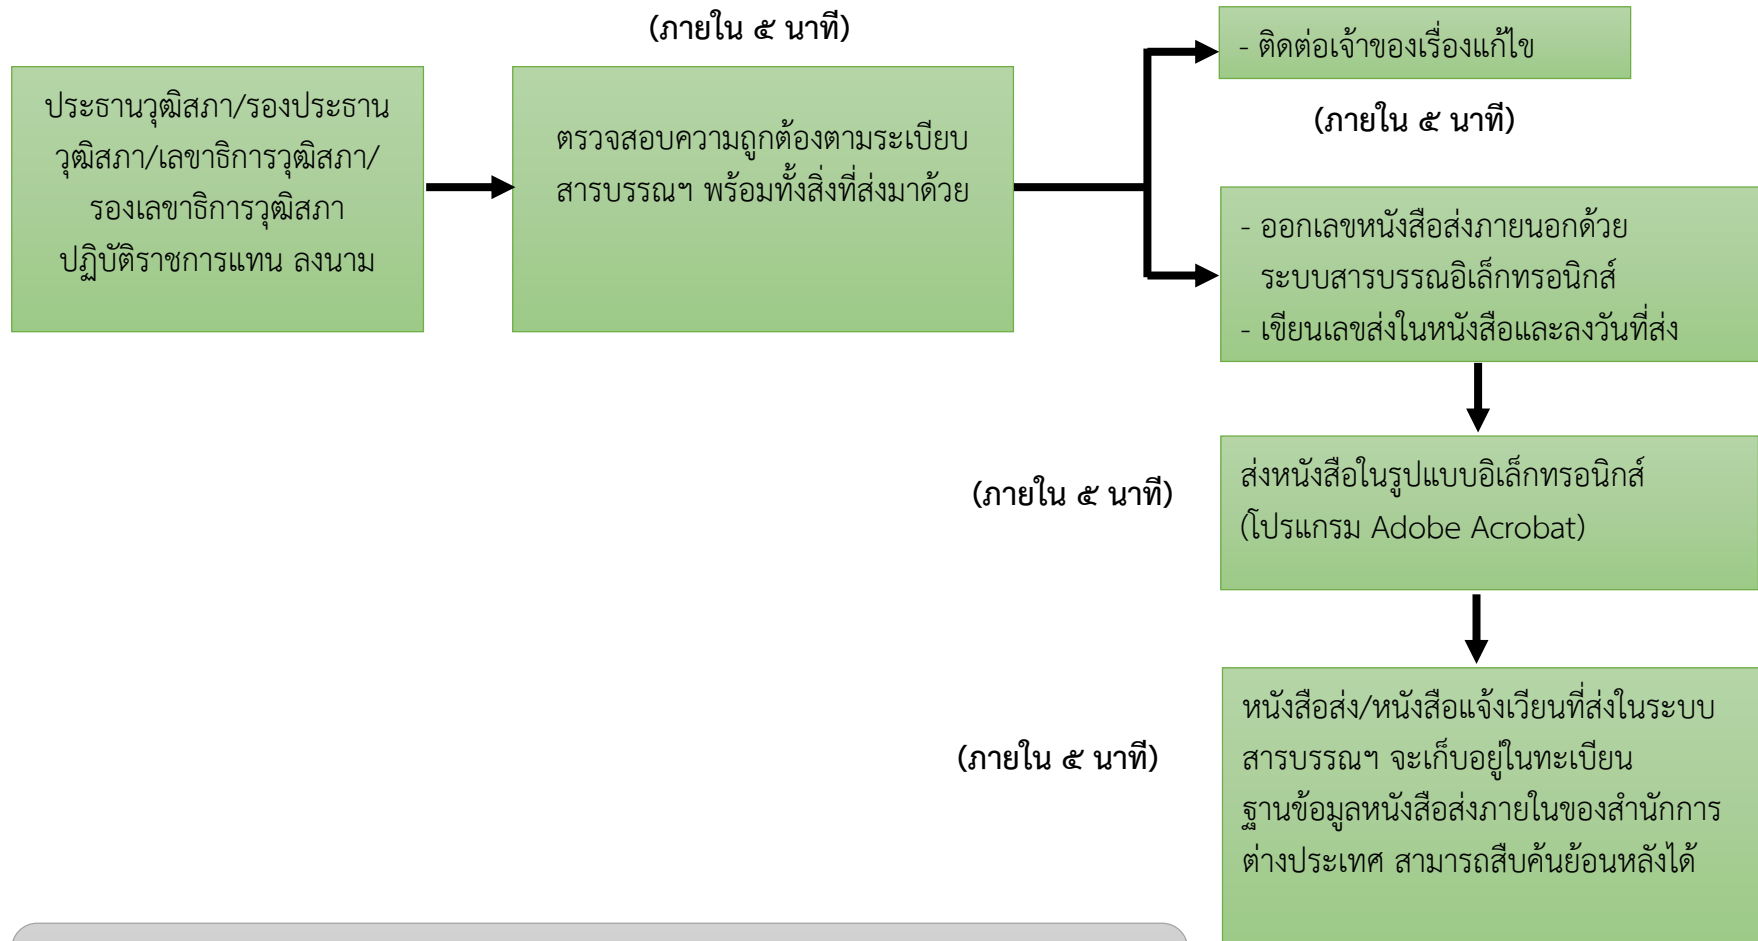 (ภายใน ๕ นาที)
ประธานวุฒิสภา/รองประธาน
วุฒิสภา/เลขาธิการวุฒิสภา/
รองเลขาธิการวุฒิสภา
ปฏิบัติราชการแทน ลงนาม
ตรวจสอบความถูกต้องตามระเบียบ
สารบรรณฯ พร้อมทั้งสิ่งที่ส่งมาด้วย
- ติดต่อเจ้าของเรื่องแก้ไข
(ภายใน ๕ นาที)
- ออกเลขหนังสือส่งภายนอกด้วย
ระบบสารบรรณอิเล็กทรอนิกส์
- เขียนเลขส่งในหนังสือและลงวันที่ส่ง
(ภายใน ๕ นาที)
ส่งหนังสือในรูปแบบอิเล็กทรอนิกส์
(โปรแกรม Adobe Acrobat)
(ภายใน ๕ นาที)
หนังสือส่ง/หนังสือแจ้งเวียนที่ส่งในระบบ
สารบรรณฯ จะเก็บอยู่ในทะเบียน
ฐานข้อมูลหนังสือส่งภายในของสำนักการ
ต่างประเทศ สามารถสืบค้นย้อนหลังได้